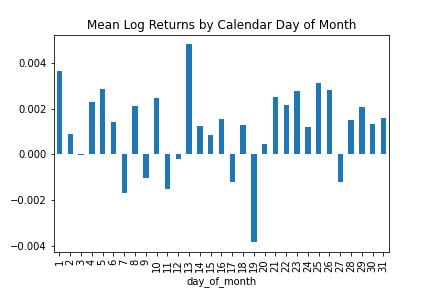 Mean Log Returns by Calendar Day of Month
0.004
0.002
0.000
−0.002
−0.004
1 2 3 4 5 6 7 8 9 10 11 12 13 14 15 16 17 18 19 20 21 22 23 24 25 26 27 28 29 30 31
day_of_month